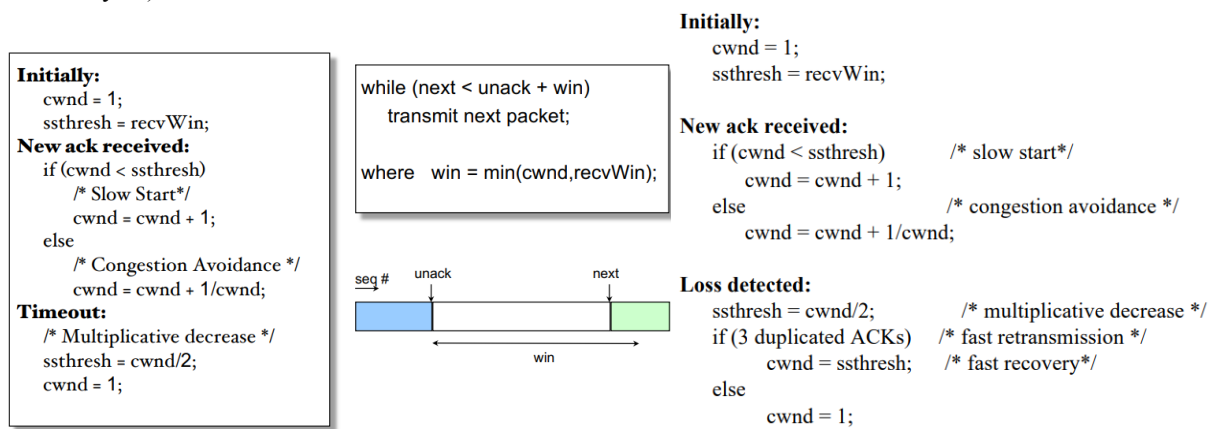 Initially:
cwnd = 1;
ssthresh = recvWin;
New ack received:
if (cwnd < ssthresh)
/* Slow Start*/
cwnd = cwnd + 1;
else
/* Congestion Avoidance */
cwnd = cwnd + 1/cwnd;
Timeout:
/* Multiplicative decrease */
ssthresh = cwnd/2;
cwnd = 1;
while (next < unack + win)
transmit next packet;
where win = min(cwnd,recvWin);
seq # unack next
win
Initially:
cwnd = 1;
ssthresh = recvWin;
New ack received:
if (cwnd < ssthresh) /* slow start*/
cwnd = cwnd + 1;
else /* congestion avoidance */
cwnd = cwnd + 1/cwnd;
Loss detected:
ssthresh = cwnd/2; /* multiplicative decrease */
if (3 duplicated ACKs) /* fast retransmission */
cwnd = ssthresh; /* fast recovery*/
else
cwnd = 1;